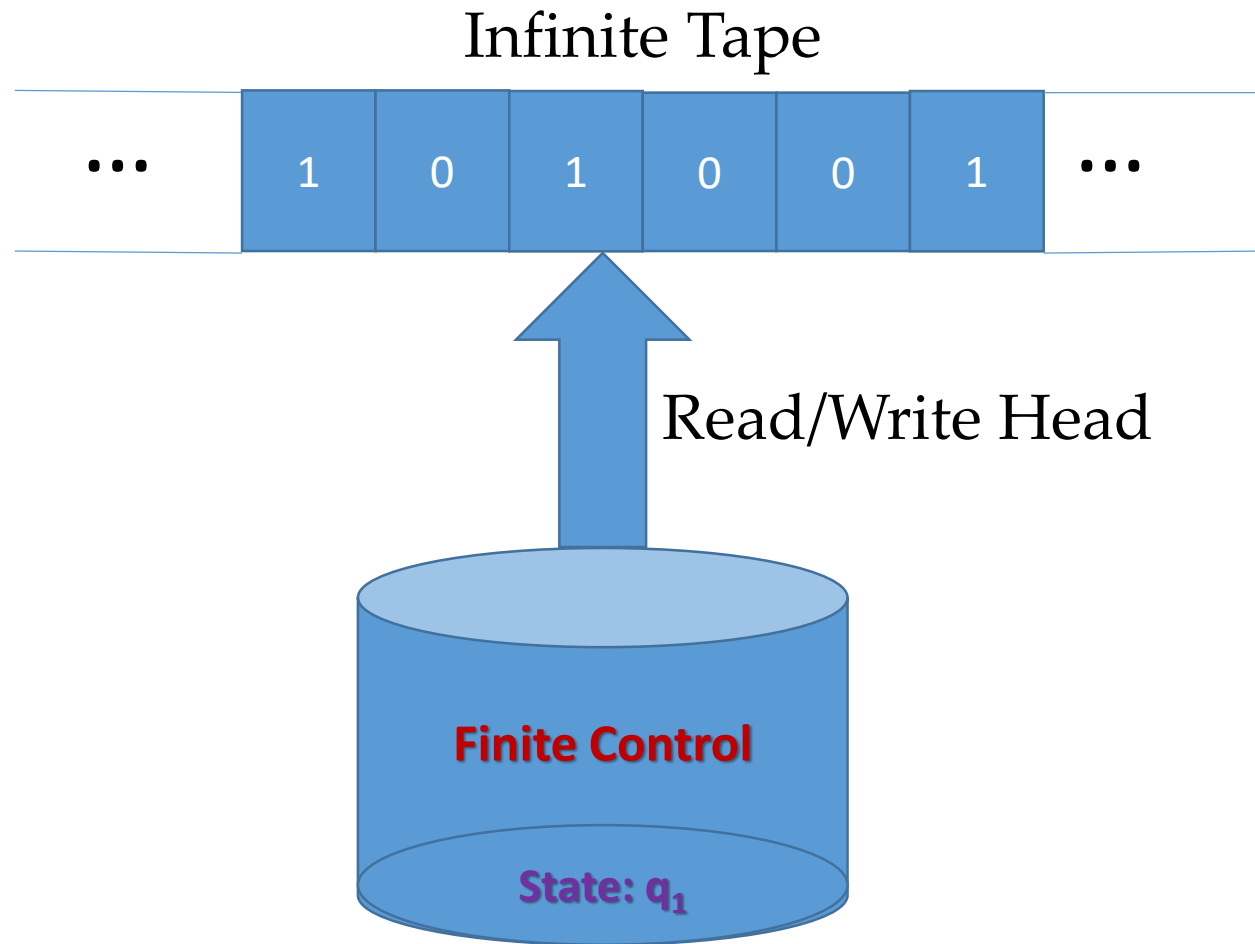 Infinite Tape
... 1 0 1 0 0 1 ...
Read/Write Head
Finite Control
State: q₁